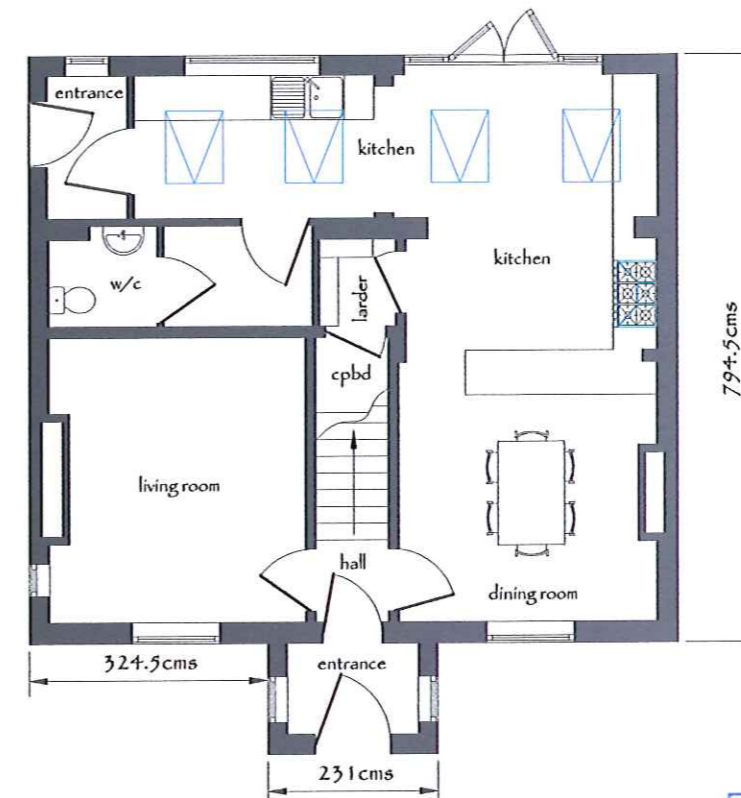 entrance
kitchen
kitchen
w/c
larder
cpbd
living room
hall
dining room
entrance
324.5cms
231cms
794.5cms